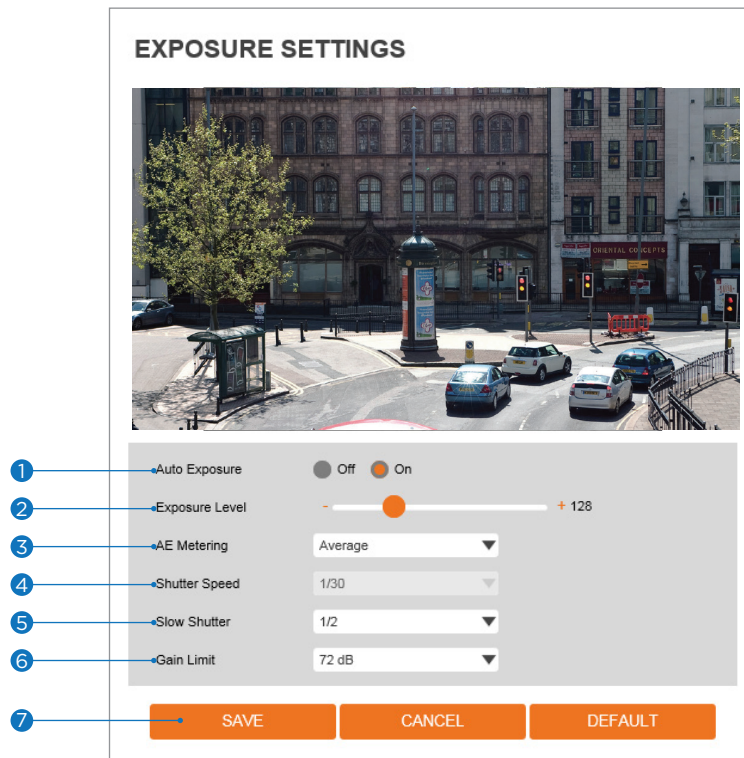 EXPOSURE SETTINGS
ORIENTAL CONCEPTS
1 Auto Exposure Off On
2 Exposure Level - + 128
3 AE Metering Average
4 Shutter Speed 1/30
5 Slow Shutter 1/2
6 Gain Limit 72 dB
7 SAVE CANCEL DEFAULT